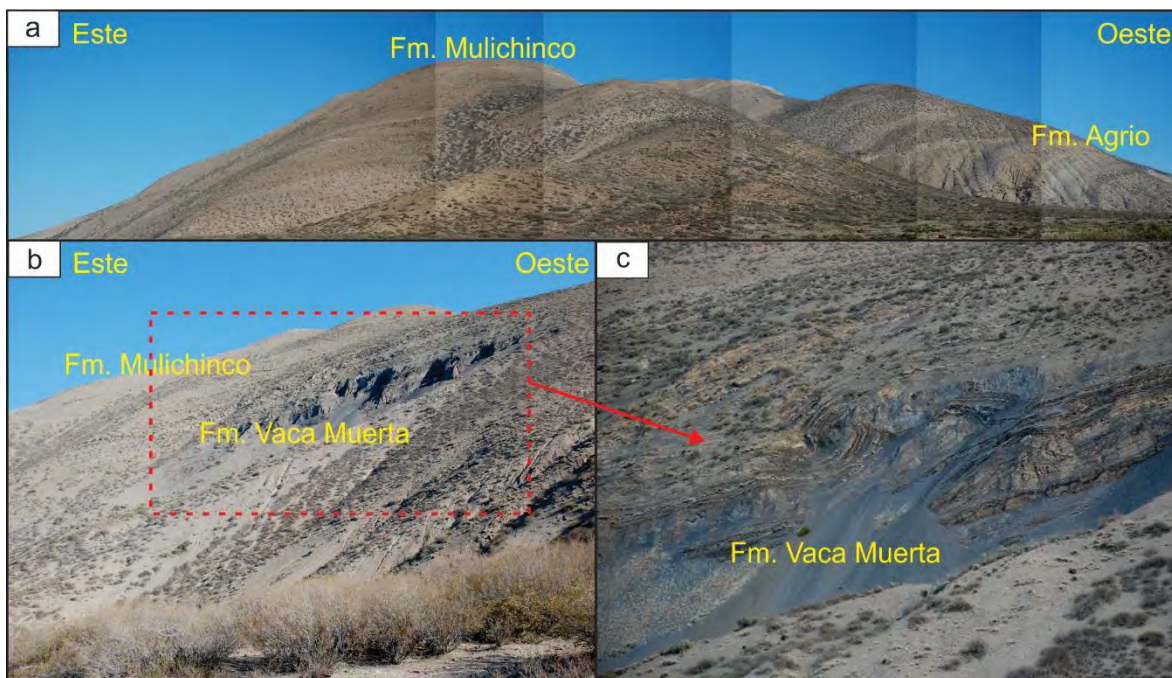 a
Este
Fm. Mulichinco
Oeste
Fm. Agrio
b
Este
Oeste
Fm. Mulichinco
Fm. Vaca Muerta
c
Fm. Vaca Muerta